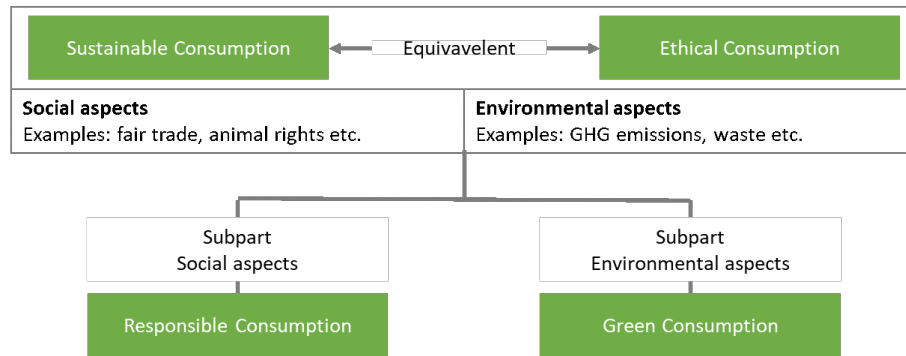 Sustainable Consumption
Equivavelent
Ethical Consumption
Social aspects
Examples: fair trade, animal rights etc.
Environmental aspects
Examples: GHG emissions, waste etc.
Subpart
Social aspects
Subpart
Environmental aspects
Responsible Consumption
Green Consumption